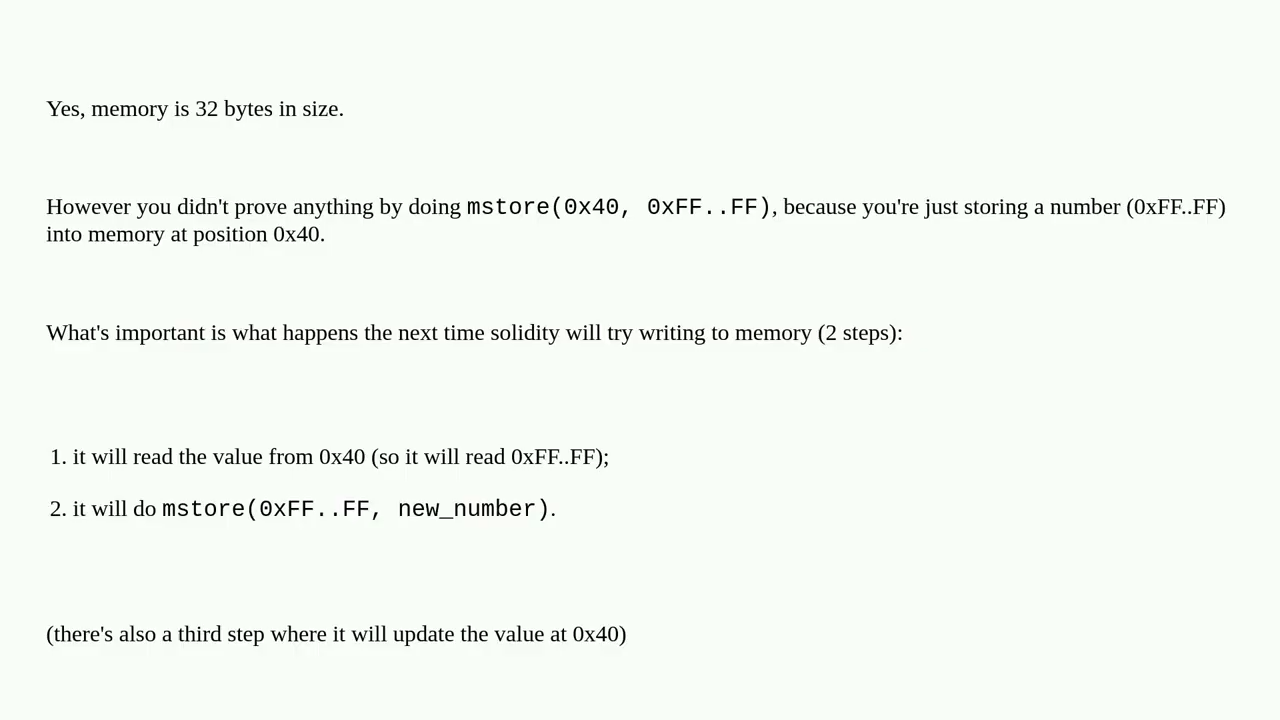 Yes, memory is 32 bytes in size.
However you didn't prove anything by doing mstore(0x40, 0xFF..FF), because you're just storing a number (0xFF..FF)
into memory at position 0x40.
What's important is what happens the next time solidity will try writing to memory (2 steps):
1. it will read the value from 0x40 (so it will read 0xFF..FF);
2. it will do mstore(0xFF..FF, new_number).
(there's also a third step where it will update the value at 0x40)